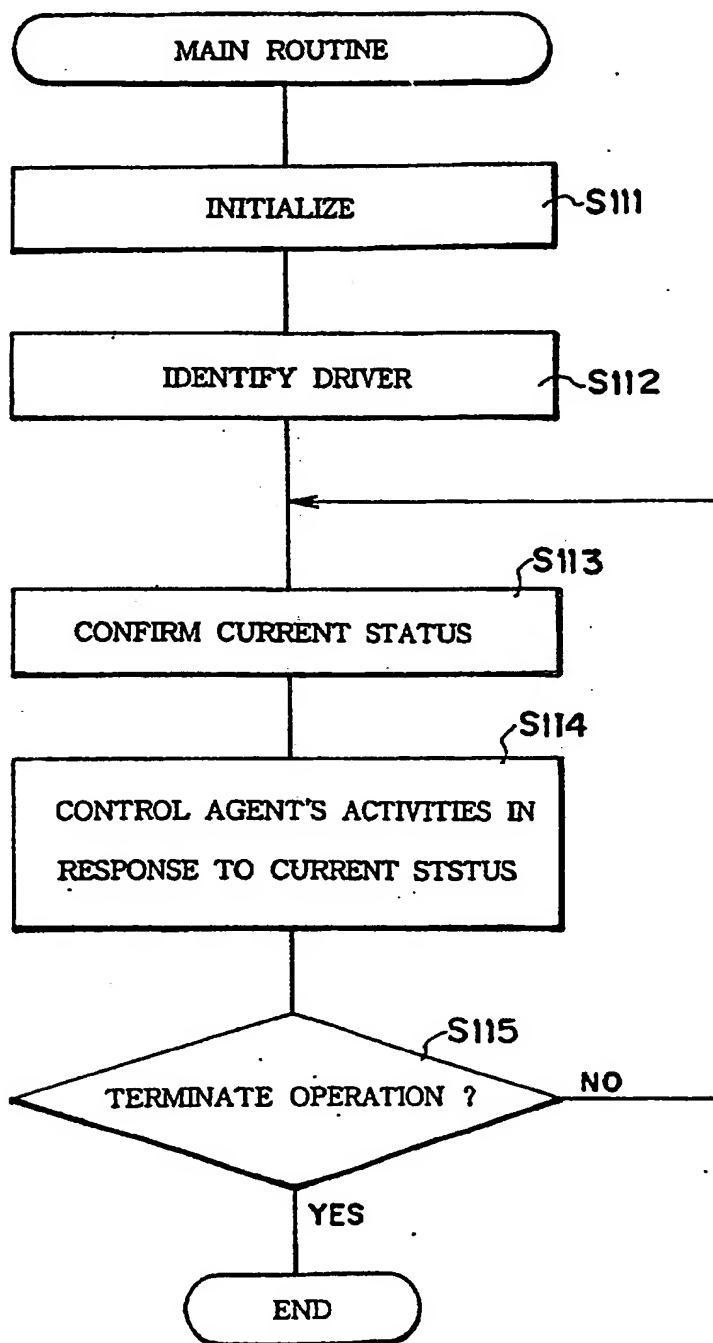 MAIN ROUTINE
INITIALIZE
S111
IDENTIFY DRIVER
S112
S113
CONFIRM CURRENT STATUS
S114
CONTROL AGENT'S ACTIVITIES IN
RESPONSE TO CURRENT STSTUS
S115
TERMINATE OPERATION ?
NO
YES
END